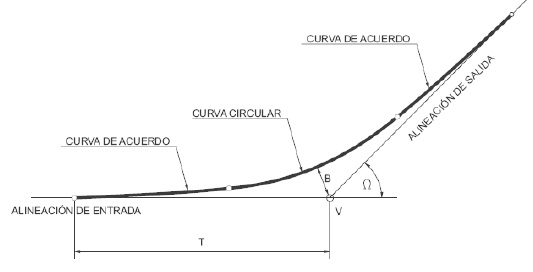 CURVA DE ACUERDO
CURVA CIRCULAR
CURVA DE ACUERDO
ALINEACIÓN DE SALIDA
B
Ω
ALINEACIÓN DE ENTRADA
V
T